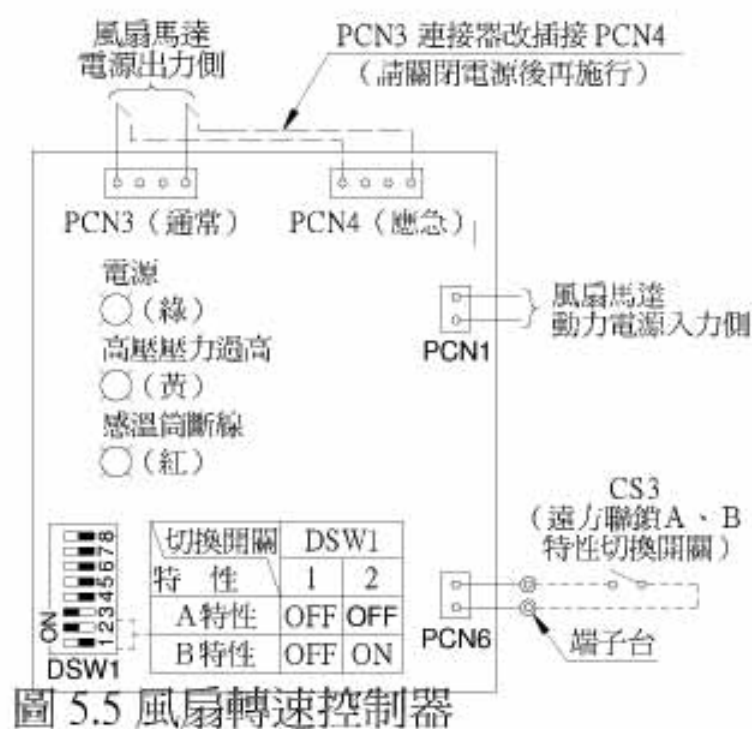 風扇馬達
電源出力側
PCN3 連接器改插接 PCN4
（請關閉電源後再施行）
PCN3（通常）
PCN4（應急）
電源
（綠）
高壓壓力過高
（黃）
感溫筒斷線
（紅）
PCN1
風扇馬達
動力電源入力側
CS3
（遠方聯鎖A、B
特性切換開關）
PCN6
端子台
ON
1 2 3 4 5 6 7 8
DSW1
切換開關 DSW1
特 性 1 2
A特性 OFF OFF
B特性 OFF ON
圖 5.5 風扇轉速控制器